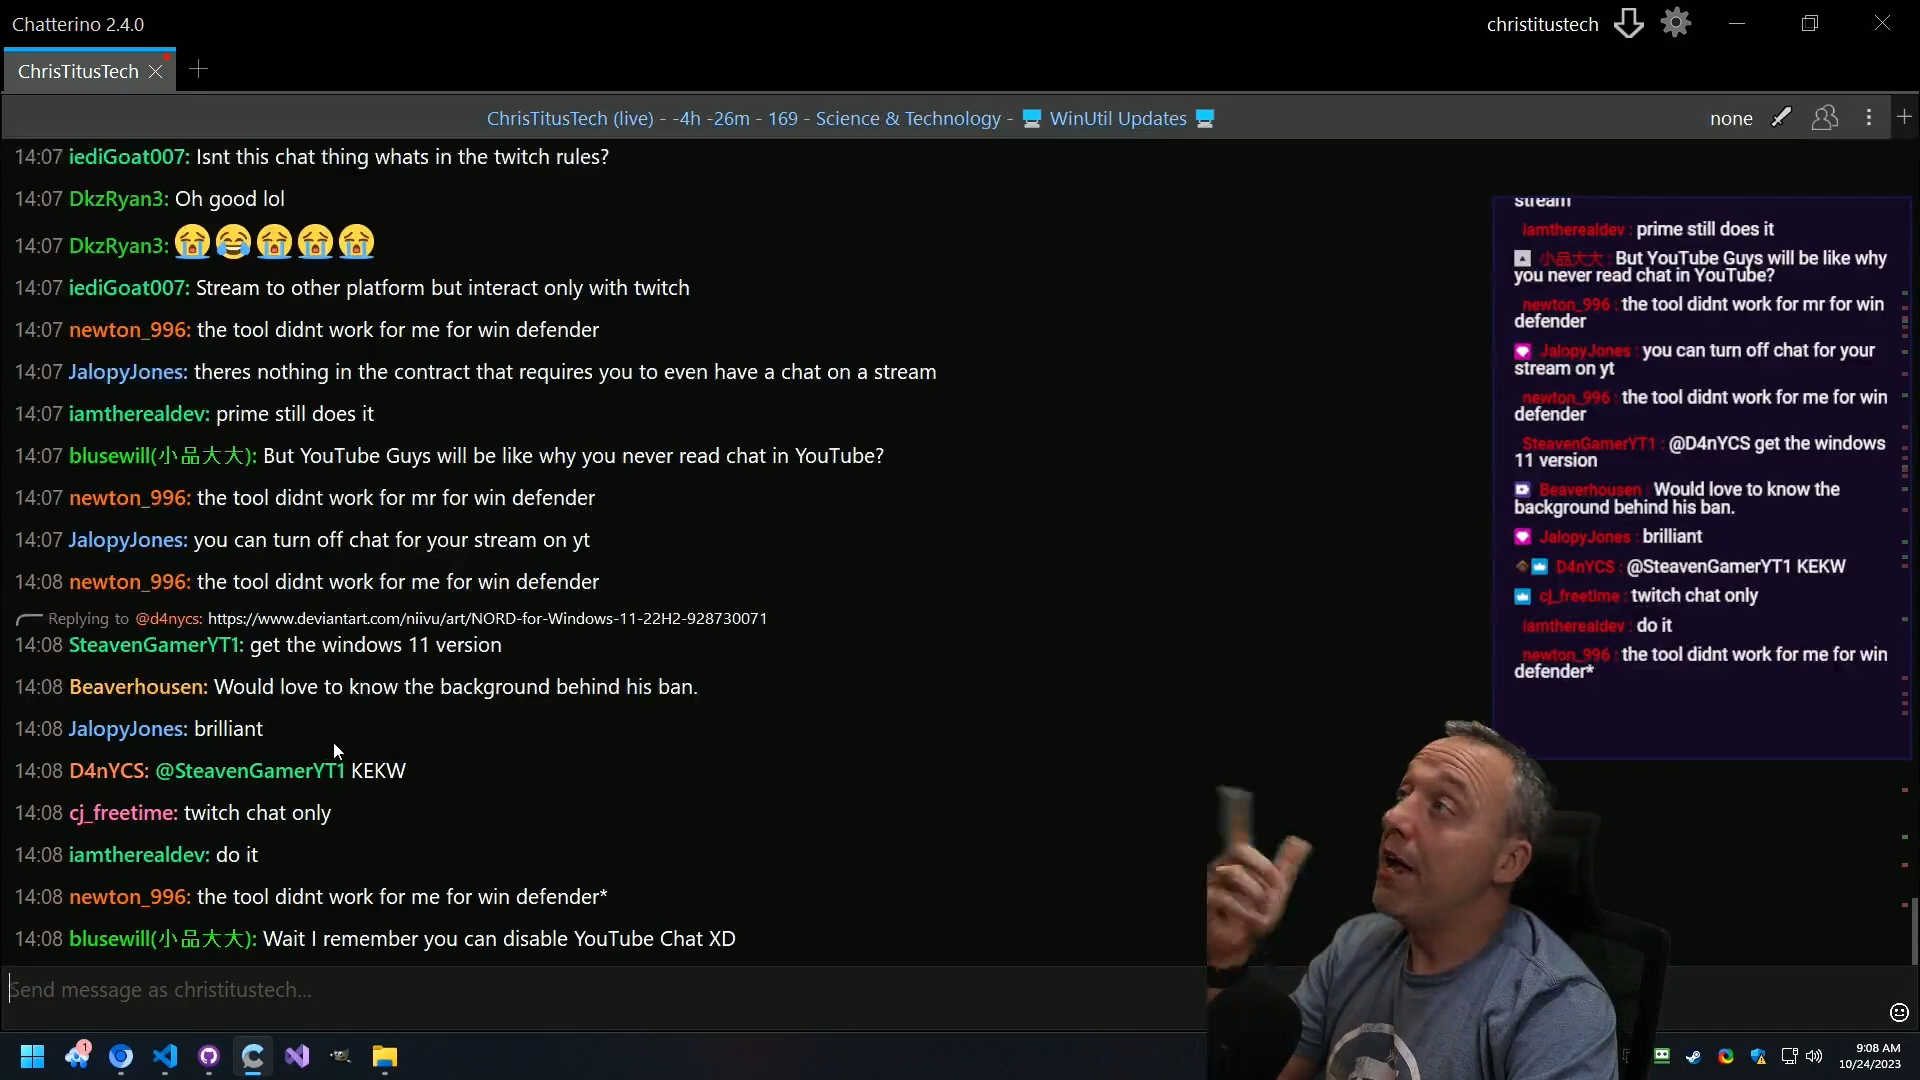 Chatterino 2.4.0
christitustech
ChrisTitusTech
ChrisTitusTech (live) - -4h -26m - 169 - Science & Technology - 💻 WinUtil Updates 💻
none
14:07 iediGoat007: Isnt this chat thing whats in the twitch rules?
14:07 DkzRyan3: Oh good lol
14:07 DkzRyan3: 😭😂😭😭😭
14:07 iediGoat007: Stream to other platform but interact only with twitch
14:07 newton_996: the tool didnt work for me for win defender
14:07 JalopyJones: theres nothing in the contract that requires you to even have a chat on a stream
14:07 iamtherealdev: prime still does it
14:07 blusewill(小品大大): But YouTube Guys will be like why you never read chat in YouTube?
14:07 newton_996: the tool didnt work for mr for win defender
14:07 JalopyJones: you can turn off chat for your stream on yt
14:08 newton_996: the tool didnt work for me for win defender
Replying to @d4nycs: https://www.deviantart.com/niivu/art/NORD-for-Windows-11-22H2-928730071
14:08 SteavenGamerYT1: get the windows 11 version
14:08 Beaverhousen: Would love to know the background behind his ban.
14:08 JalopyJones: brilliant
14:08 D4nYCS: @SteavenGamerYT1 KEKW
14:08 cj_freetime: twitch chat only
14:08 iamtherealdev: do it
14:08 newton_996: the tool didnt work for me for win defender*
14:08 blusewill(小品大大): Wait I remember you can disable YouTube Chat XD
Send message as christitustech...
stream
iamtherealdev : prime still does it
小品大大 : But YouTube Guys will be like why
you never read chat in YouTube?
newton_996 : the tool didnt work for mr for win
defender
JalopyJones : you can turn off chat for your
stream on yt
newton_996 : the tool didnt work for me for win
defender
SteavenGamerYT1 : @D4nYCS get the windows
11 version
Beaverhousen : Would love to know the
background behind his ban.
JalopyJones : brilliant
D4nYCS : @SteavenGamerYT1 KEKW
cj_freetime : twitch chat only
iamtherealdev : do it
newton_996 : the tool didnt work for me for win
defender*
1
9:08 AM
10/24/2023